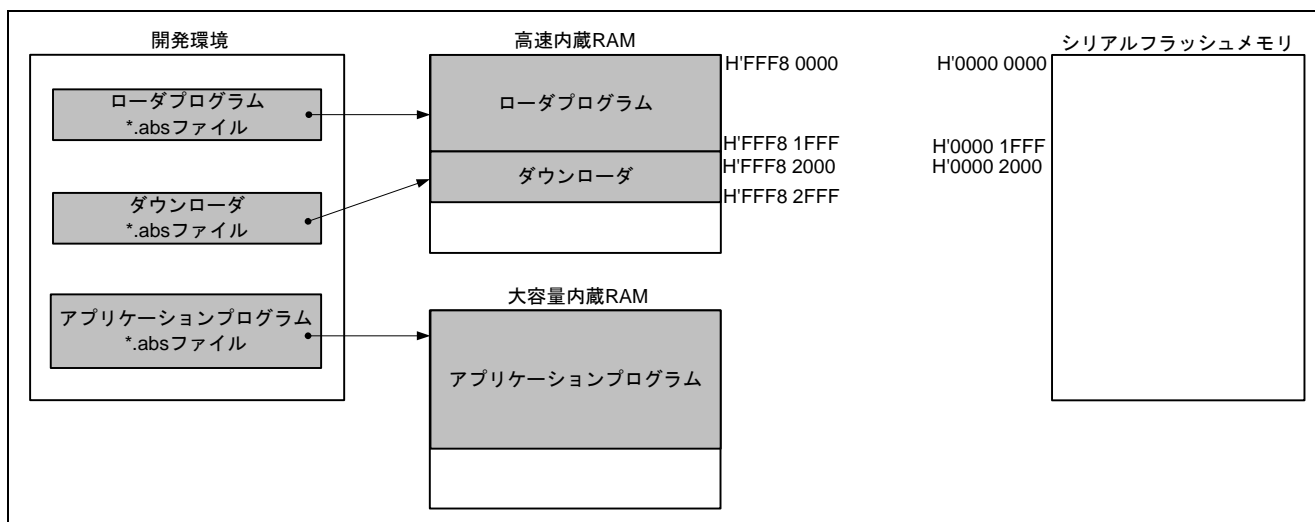 開発環境
ローダプログラム
*.absファイル
ダウンローダ
*.absファイル
アプリケーションプログラム
*.absファイル
高速内蔵RAM
ローダプログラム
ダウンローダ
H'FFF8 0000
H'FFF8 1FFF
H'FFF8 2000
H'FFF8 2FFF
大容量内蔵RAM
アプリケーションプログラム
シリアルフラッシュメモリ
H'0000 0000
H'0000 1FFF
H'0000 2000